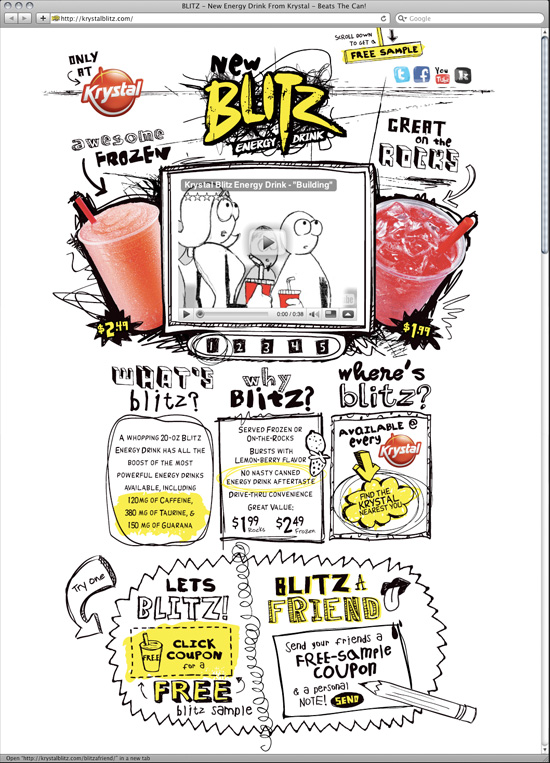 BLITZ – New Energy Drink From Krystal – Beats The Can!
http://krystalblitz.com/
Google
SCROLL DOWN
TO GET A
FREE SAMPLE
ONLY
AT
Krystal
NEW
BLITZ
ENERGY DRINK
You
Tube
awesome
FROZEN
GREAT
on the
ROCKS
Krystal Blitz Energy Drink - "Building"
0:00 / 0:38
$2.49
$1.99
1 2 3 4 5
WHAT'S
blitz?
A WHOPPING 20-OZ BLITZ
ENERGY DRINK HAS ALL THE
BOOST OF THE MOST
POWERFUL ENERGY DRINKS
AVAILABLE, INCLUDING
120MG OF CAFFEINE,
380 MG OF TAURINE, &
150 MG OF GUARANA
why
BLITZ?
SERVED FROZEN OR
ON-THE-ROCKS
BURSTS WITH
LEMON-BERRY FLAVOR
NO NASTY CANNED
ENERGY DRINK AFTERTASTE
DRIVE-THRU CONVENIENCE
GREAT VALUE:
$1.99 $2.49
Rocks Frozen
where's
blitz?
AVAILABLE @
every
Krystal
FIND THE
KRYSTAL
NEAREST YOU
Try One
LETS
BLITZ!
FREE
CLICK
COUPON
for a
FREE
blitz sample
BLITZ A
FRIEND
Send your friends a
FREE-SAMPLE
COUPON
& a personal
NOTE! SEND
Open "http://krystalblitz.com/blitzafriend/" in a new tab